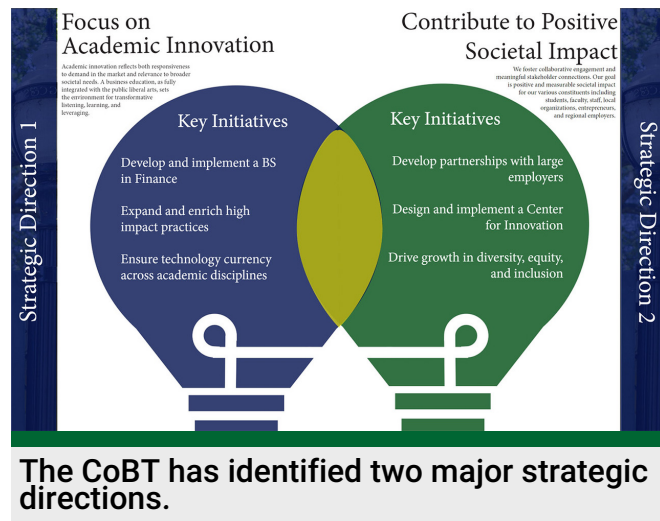 Focus on
Academic Innovation
Academic innovation reflects both responsiveness
to demand in the market and relevance to broader
societal needs. A business education, as fully
integrated with the public liberal arts, sets
the environment for transformative
listening, learning, and
leveraging.
Strategic Direction 1
Key Initiatives
Develop and implement a BS
in Finance
Expand and enrich high
impact practices
Ensure technology currency
across academic disciplines
Contribute to Positive
Societal Impact
We foster collaborative engagement and
meaningful stakeholder connections. Our goal
is positive and measurable societal impact
for our various constituents including
students, faculty, staff, local
organizations, entrepreneurs,
and regional employers.
Key Initiatives
Develop partnerships with large
employers
Design and implement a Center
for Innovation
Drive growth in diversity, equity,
and inclusion
Strategic Direction 2
The CoBT has identified two major strategic
directions.